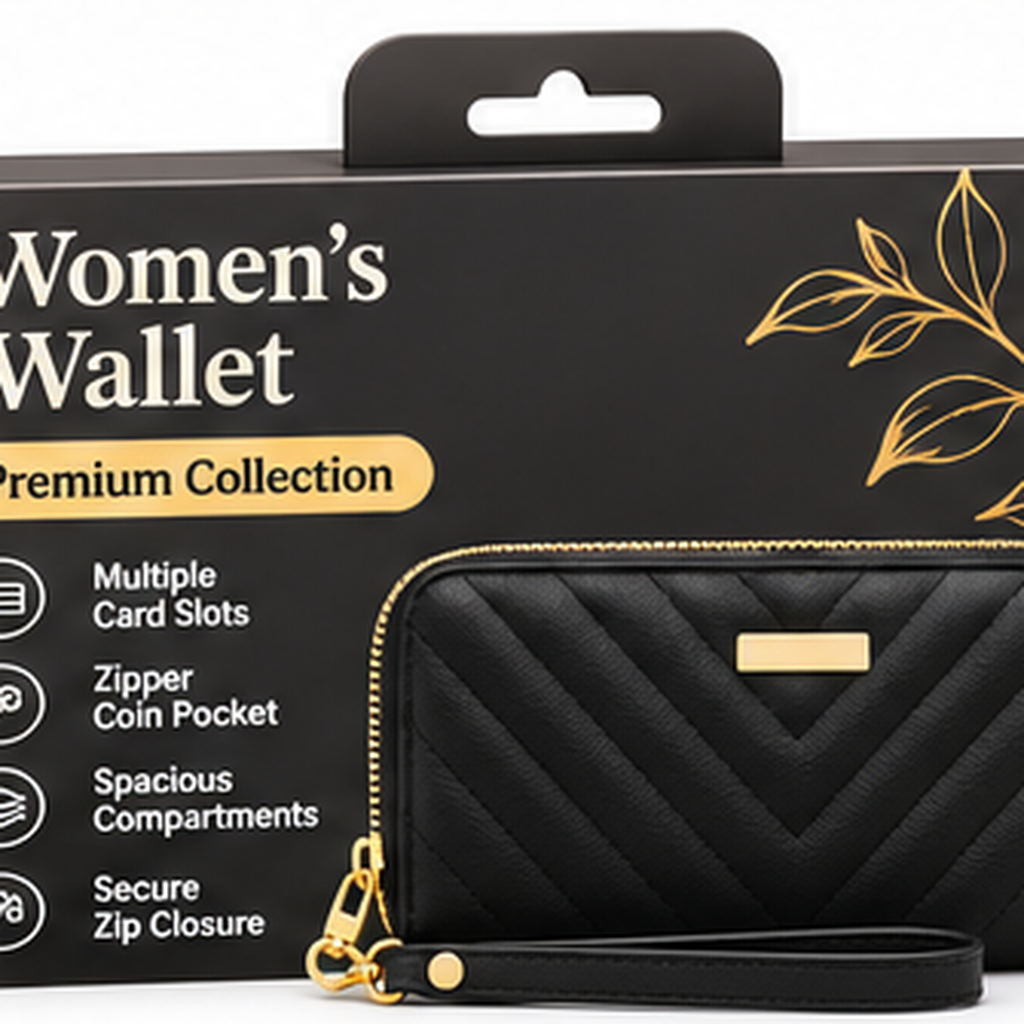 Women's
Wallet
Premium Collection
Multiple
Card Slots
Zipper
Coin Pocket
Spacious
Compartments
Secure
Zip Closure